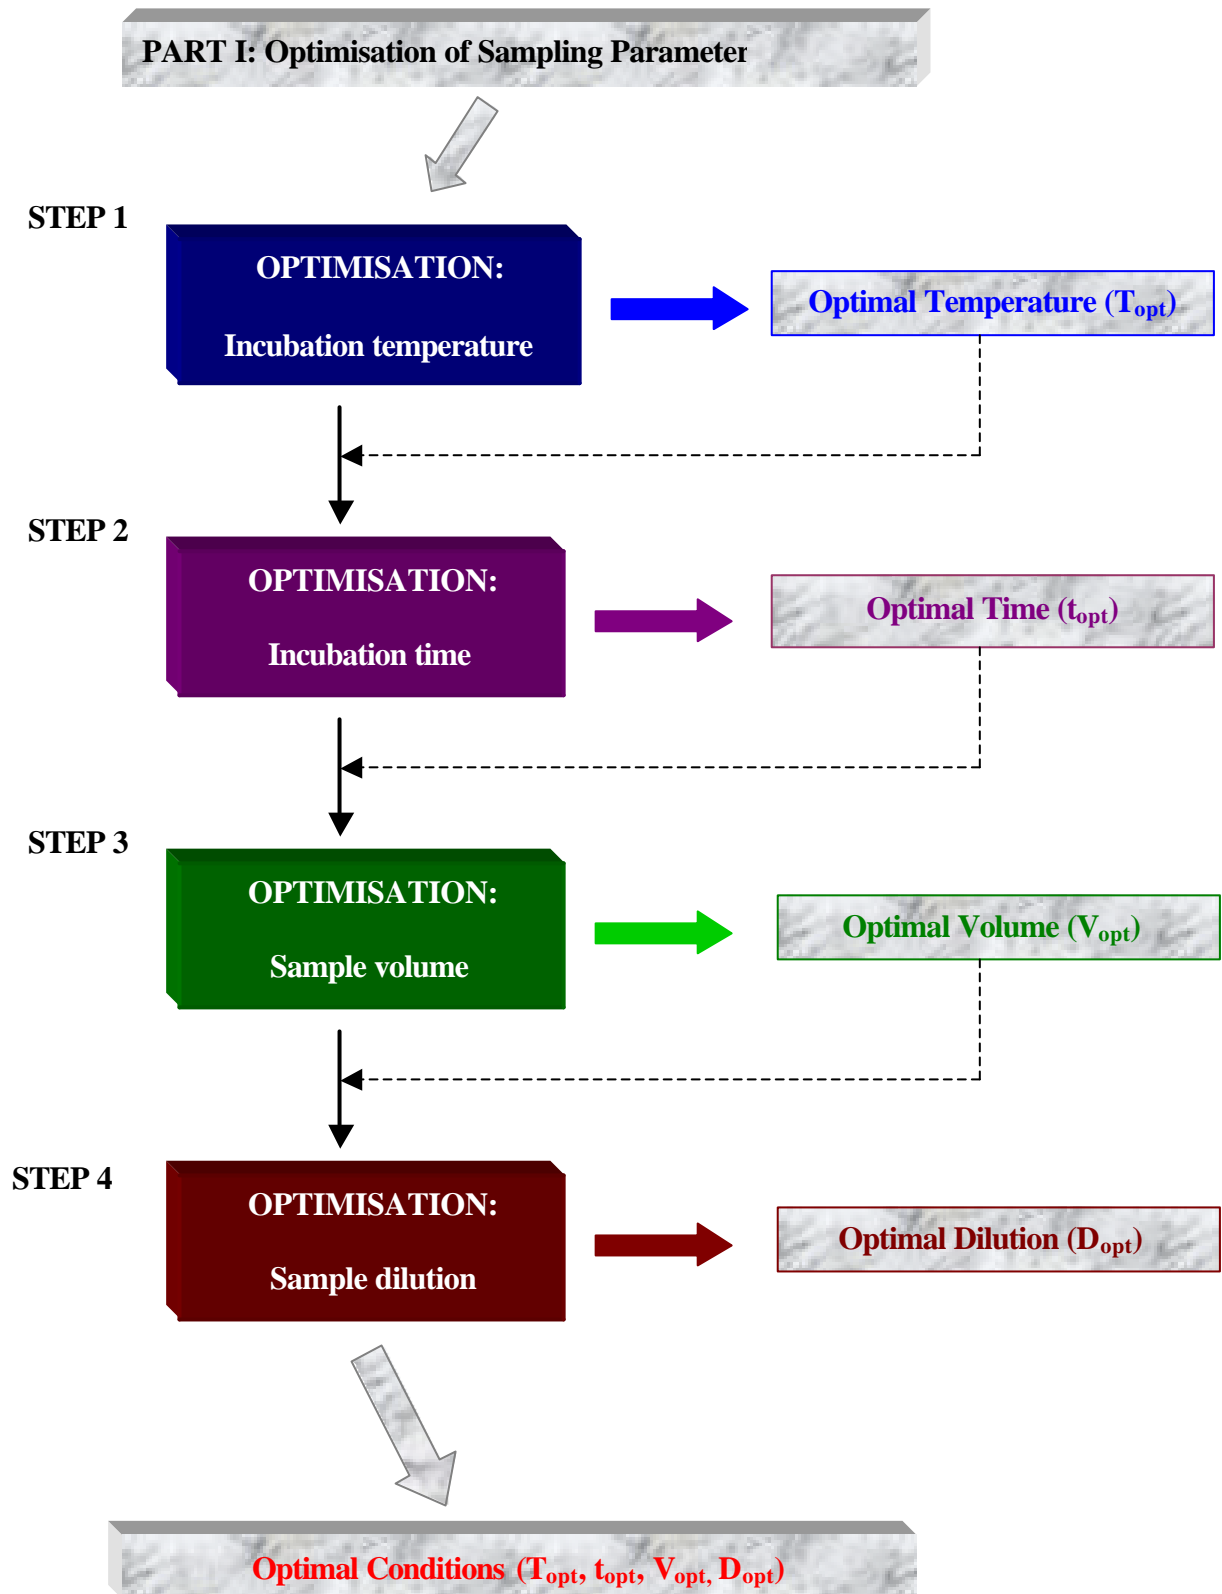 PART I: Optimisation of Sampling Parameter
STEP 1
OPTIMISATION:
Incubation temperature
Optimal Temperature (Topt)
STEP 2
OPTIMISATION:
Incubation time
Optimal Time (topt)
STEP 3
OPTIMISATION:
Sample volume
Optimal Volume (Vopt)
STEP 4
OPTIMISATION:
Sample dilution
Optimal Dilution (Dopt)
Optimal Conditions (Topt, topt, Vopt, Dopt)